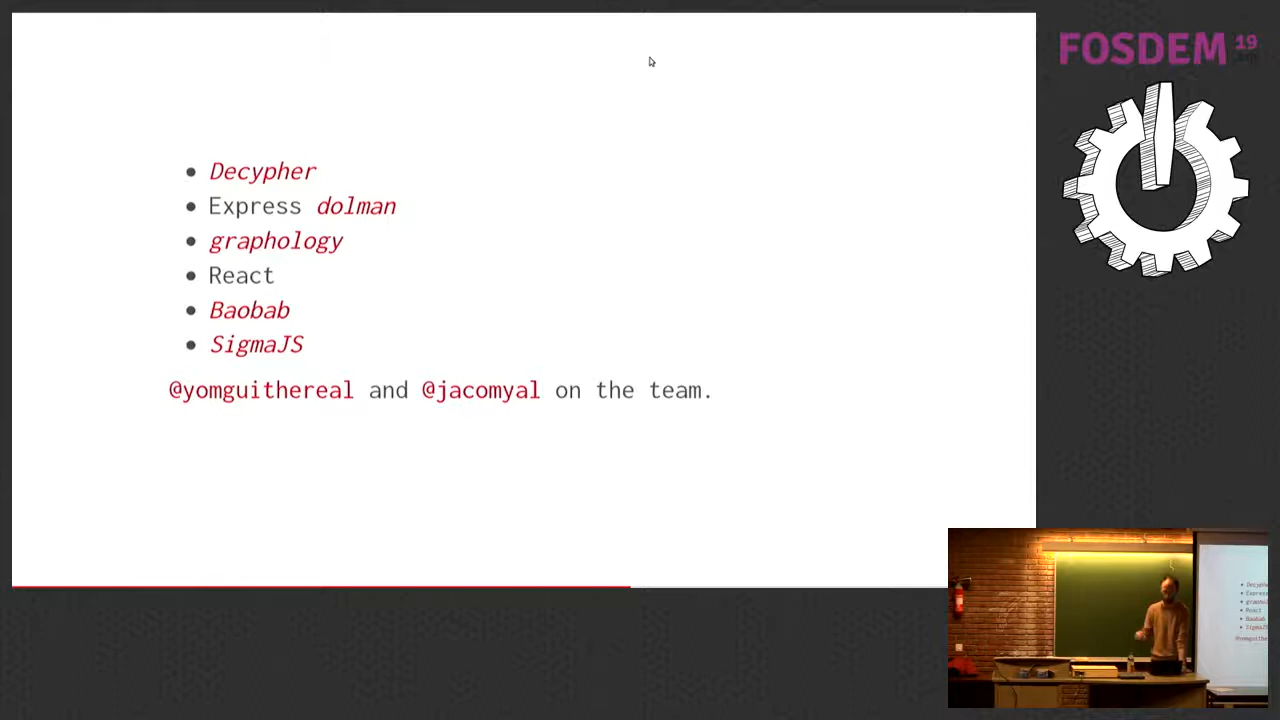 FOSDEM 19
• Decypher
• Express dolman
• graphology
• React
• Baobab
• SigmaJS
@yomguithereal and @jacomyal on the team.